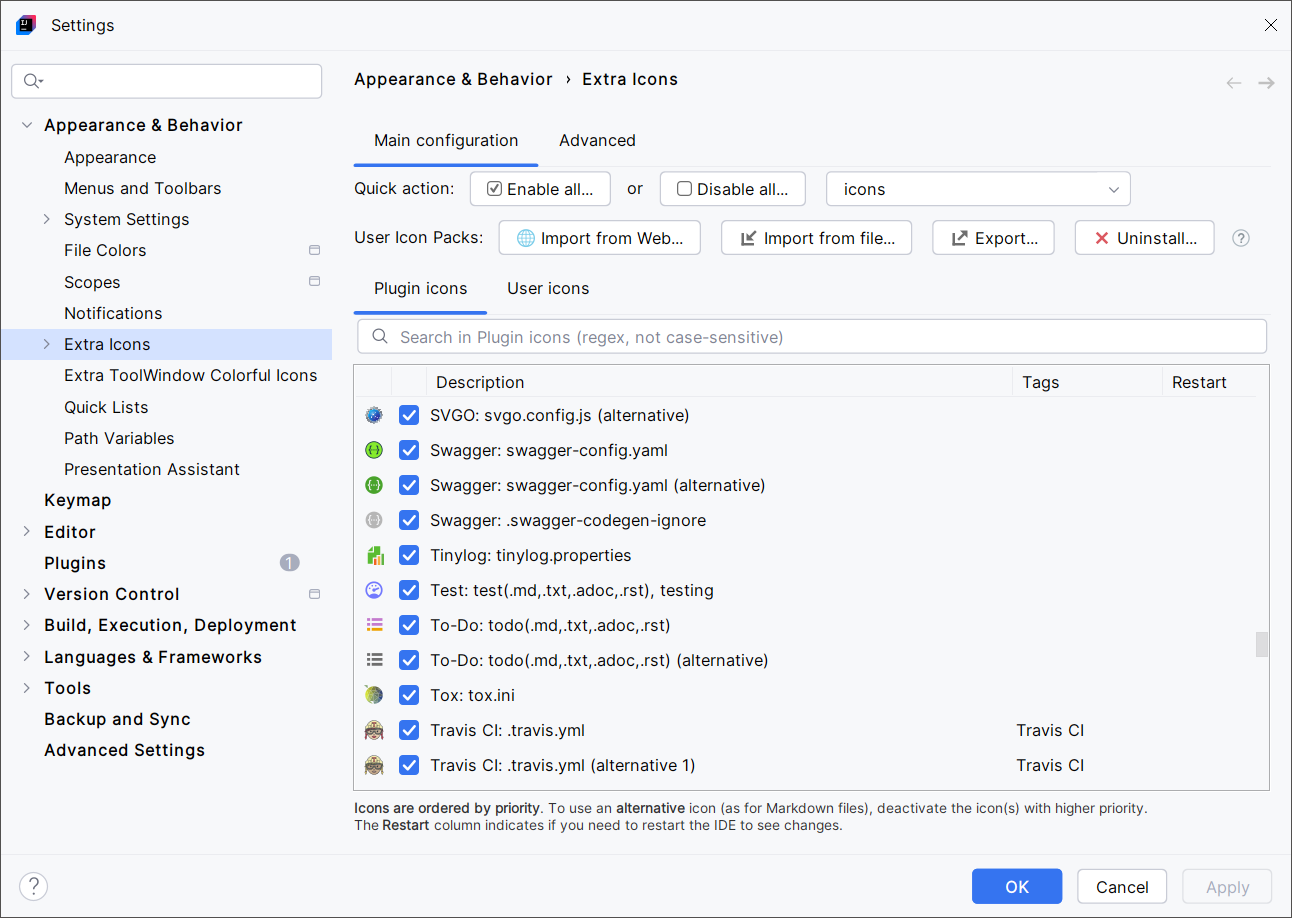 Settings
Appearance & Behavior › Extra Icons
Appearance & Behavior
Appearance
Menus and Toolbars
System Settings
File Colors
Scopes
Notifications
Extra Icons
Extra ToolWindow Colorful Icons
Quick Lists
Path Variables
Presentation Assistant
Keymap
Editor
Plugins 1
Version Control
Build, Execution, Deployment
Languages & Frameworks
Tools
Backup and Sync
Advanced Settings
Main configuration Advanced
Quick action: Enable all... or Disable all... icons
User Icon Packs: Import from Web... Import from file... Export... Uninstall... ?
Plugin icons User icons
Search in Plugin icons (regex, not case-sensitive)
Description Tags Restart
SVGO: svgo.config.js (alternative)
Swagger: swagger-config.yaml
Swagger: swagger-config.yaml (alternative)
Swagger: .swagger-codegen-ignore
Tinylog: tinylog.properties
Test: test(.md,.txt,.adoc,.rst), testing
To-Do: todo(.md,.txt,.adoc,.rst)
To-Do: todo(.md,.txt,.adoc,.rst) (alternative)
Tox: tox.ini
Travis CI: .travis.yml Travis CI
Travis CI: .travis.yml (alternative 1) Travis CI
Icons are ordered by priority. To use an alternative icon (as for Markdown files), deactivate the icon(s) with higher priority.
The Restart column indicates if you need to restart the IDE to see changes.
? OK Cancel Apply